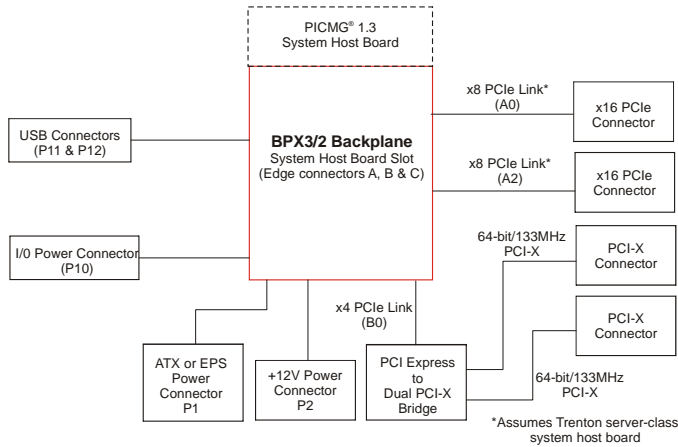 PICMG® 1.3
System Host Board
BPX3/2 Backplane
System Host Board Slot
(Edge connectors A, B & C)
USB Connectors
(P11 & P12)
I/0 Power Connector
(P10)
x8 PCIe Link*
(A0)
x16 PCIe
Connector
x8 PCIe Link*
(A2)
x16 PCIe
Connector
64-bit/133MHz
PCI-X
PCI-X
Connector
PCI-X
Connector
x4 PCIe Link
(B0)
ATX or EPS
Power
Connector
P1
+12V Power
Connector
P2
PCI Express
to
Dual PCI-X
Bridge
64-bit/133MHz
PCI-X
*Assumes Trenton server-class
system host board